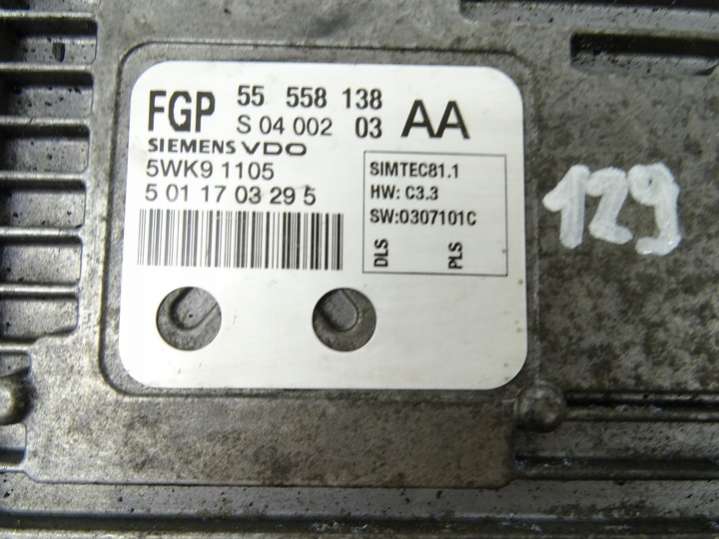 FGP 55 558 138 AA
S 04 002 03
SIEMENS VDO
5WK9 1105
5 01 17 03 29 5
SIMTEC81.1
HW: C3.3
SW:0307101C
DLS PLS
129